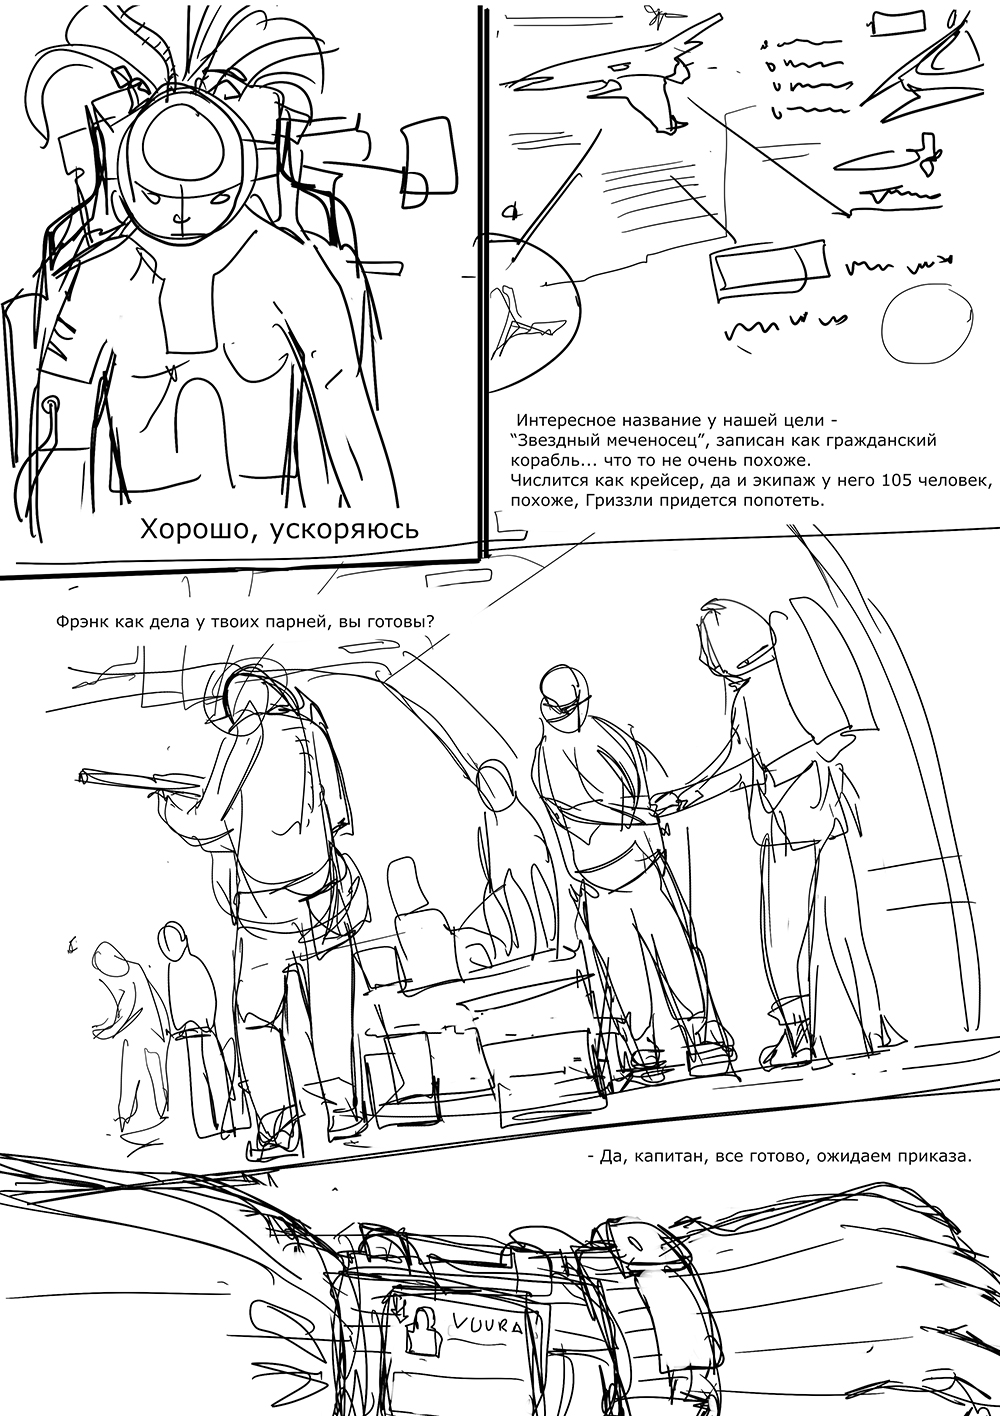 Хорошо, ускоряюсь
Интересное название у нашей цели -
“Звездный меченосец”, записан как гражданский
корабль... что то не очень похоже.
Числится как крейсер, да и экипаж у него 105 человек,
похоже, Гриззли придется попотеть.
Фрэнк как дела у твоих парней, вы готовы?
- Да, капитан, все готово, ожидаем приказа.
VUURA